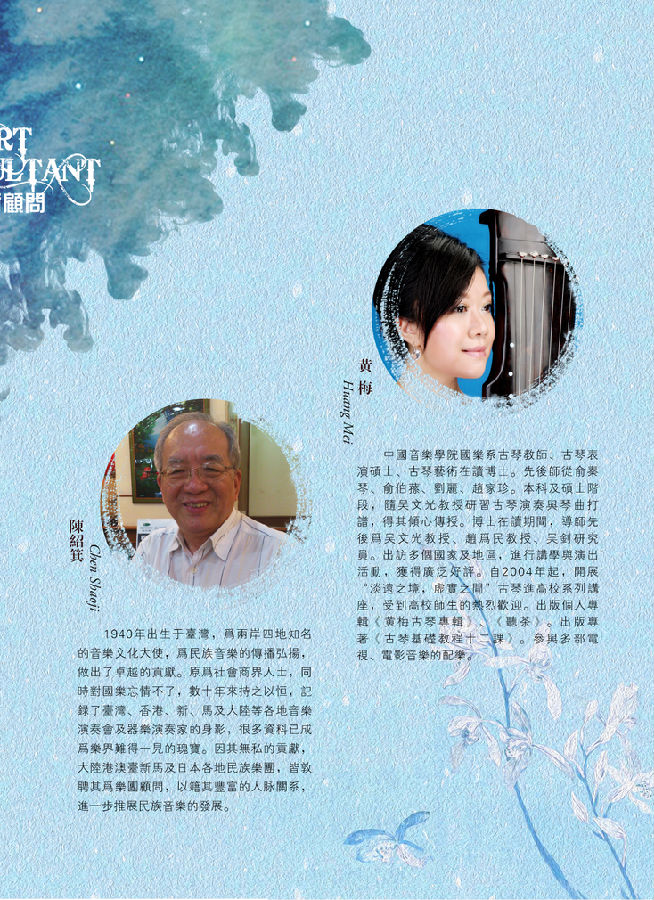 RT
ULTANT
顧問
黄梅
Huang Mei
中國音樂學院國樂系古琴教師、古琴表
演碩士、古琴藝術在讀博士。先後師從俞秦
琴、俞伯蓀、劉麗、趙家珍。本科及碩士階
段，隨吴文光教授研習古琴演奏與琴曲打
譜，得其傾心傳授。博士在讀期間，導師先
後爲吴文光教授、趙爲民教授、吴釗研究
員。出訪多個國家及地區，進行講學與演出
活動，獲得廣泛好評。自2004年起，開展
“淡遠之境，虚實之間”古琴進高校系列講
座，受到高校師生的熱烈歡迎。出版個人專
輯《黄梅古琴專輯》、《聽茶》。出版專
著《古琴基礎教程十二課》。參與多部電
視、電影音樂的配樂。
陳紹箕
Chen Shaoji
1940年出生于臺灣，爲兩岸四地知名
的音樂文化大使，爲民族音樂的傳播弘揚，
做出了卓越的貢獻。原爲社會商界人士，同
時對國樂忘情不了，數十年來持之以恒，記
録了臺灣、香港、新、馬及大陸等各地音樂
演奏會及器樂演奏家的身影，很多資料已成
爲樂界難得一見的瑰寶。因其無私的貢獻，
大陸港澳臺新馬及日本各地民族樂團，皆敦
聘其爲樂團顧問，以籍其豐富的人脉關系，
進一步推展民族音樂的發展。